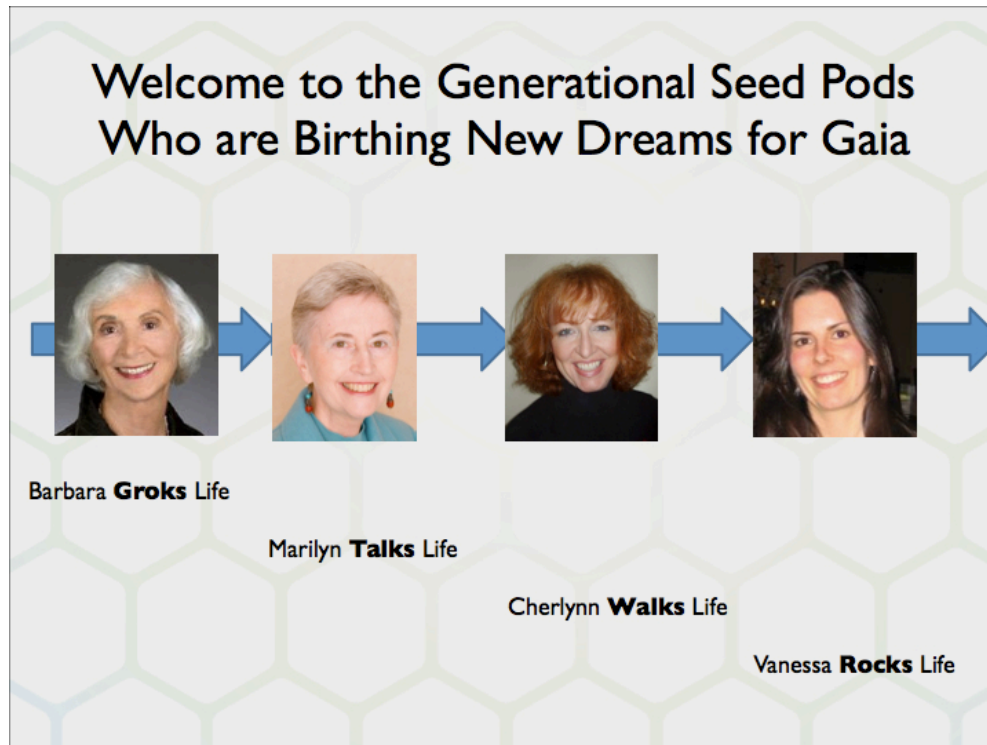 Welcome to the Generational Seed Pods
Who are Birthing New Dreams for Gaia
Barbara Groks Life
Marilyn Talks Life
Cherlynn Walks Life
Vanessa Rocks Life